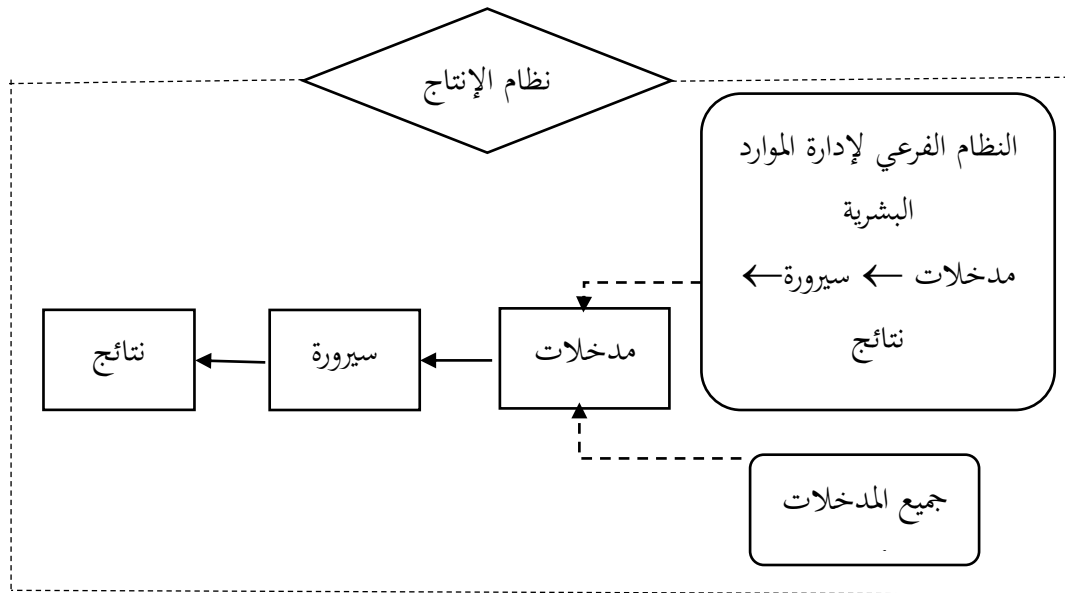 نظام الإنتاج
النظام الفرعي لإدارة الموارد
البشرية
مدخلات ← سيرورة←
نتائج
مدخلات
سيرورة
نتائج
جميع المدخلات